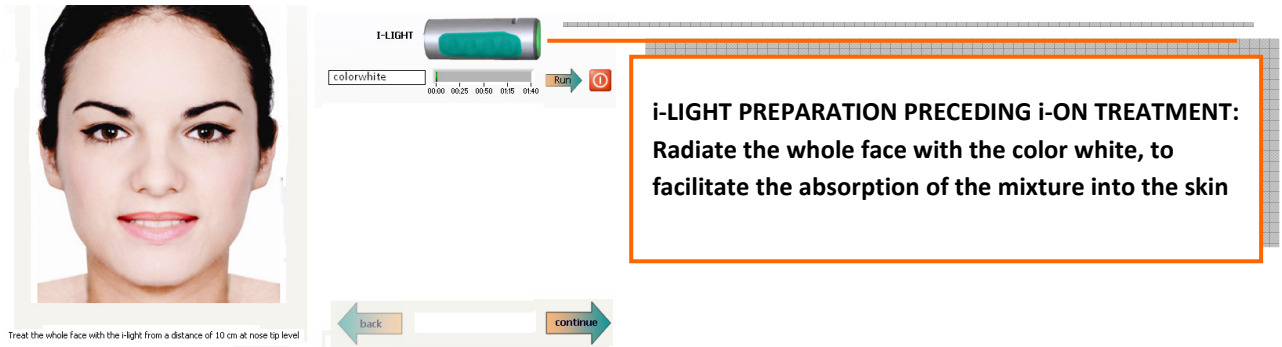 I-LIGHT
colorwhite
00:00 00:25 00:50 01:15 01:40
Run
i-LIGHT PREPARATION PRECEDING i-ON TREATMENT:
Radiate the whole face with the color white, to
facilitate the absorption of the mixture into the skin
back
continue
Treat the whole face with the i-light from a distance of 10 cm at nose tip level